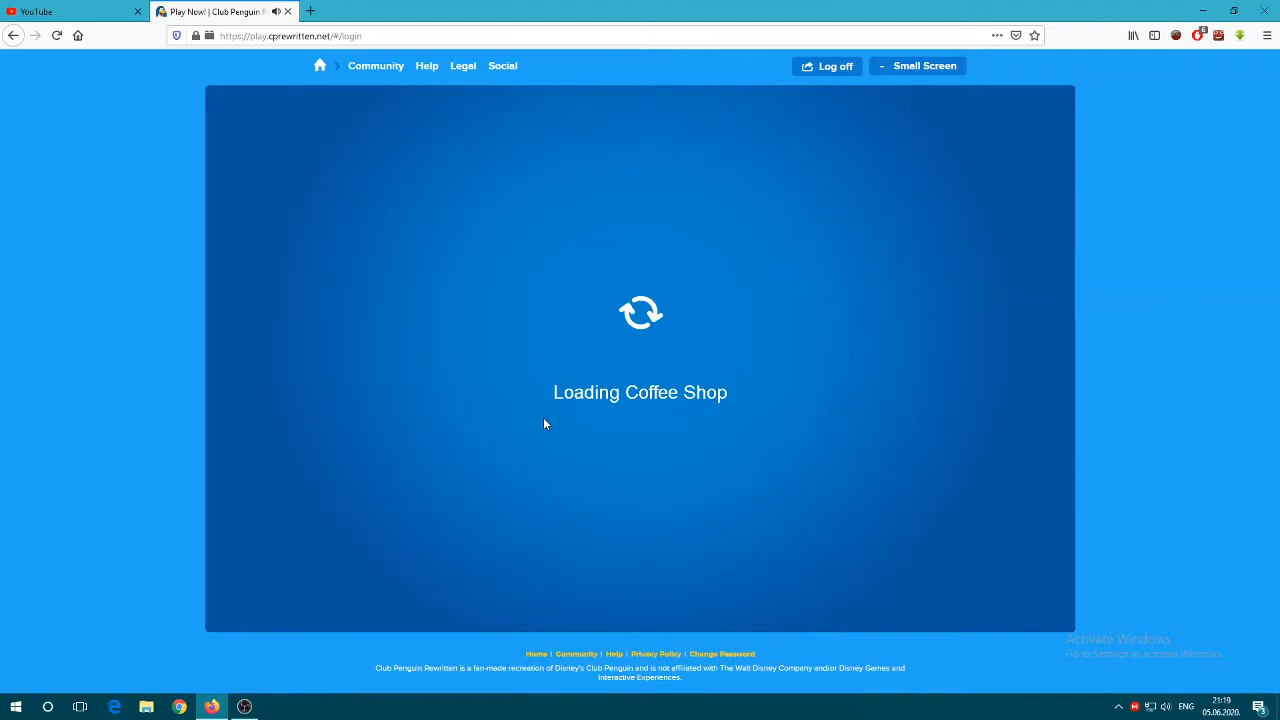 YouTube
Play Now! | Club Penguin R
https://play.cprewritten.net/#/login
6
Community Help Legal Social
Log off
- Small Screen
Loading Coffee Shop
Activate Windows
Go to Settings to activate Windows.
Home | Community | Help | Privacy Policy | Change Password
Club Penguin Rewritten is a fan-made recreation of Disney's Club Penguin and is not affiliated with The Walt Disney Company and/or Disney Games and
Interactive Experiences.
ENG
21:19
05.06.2020.
3